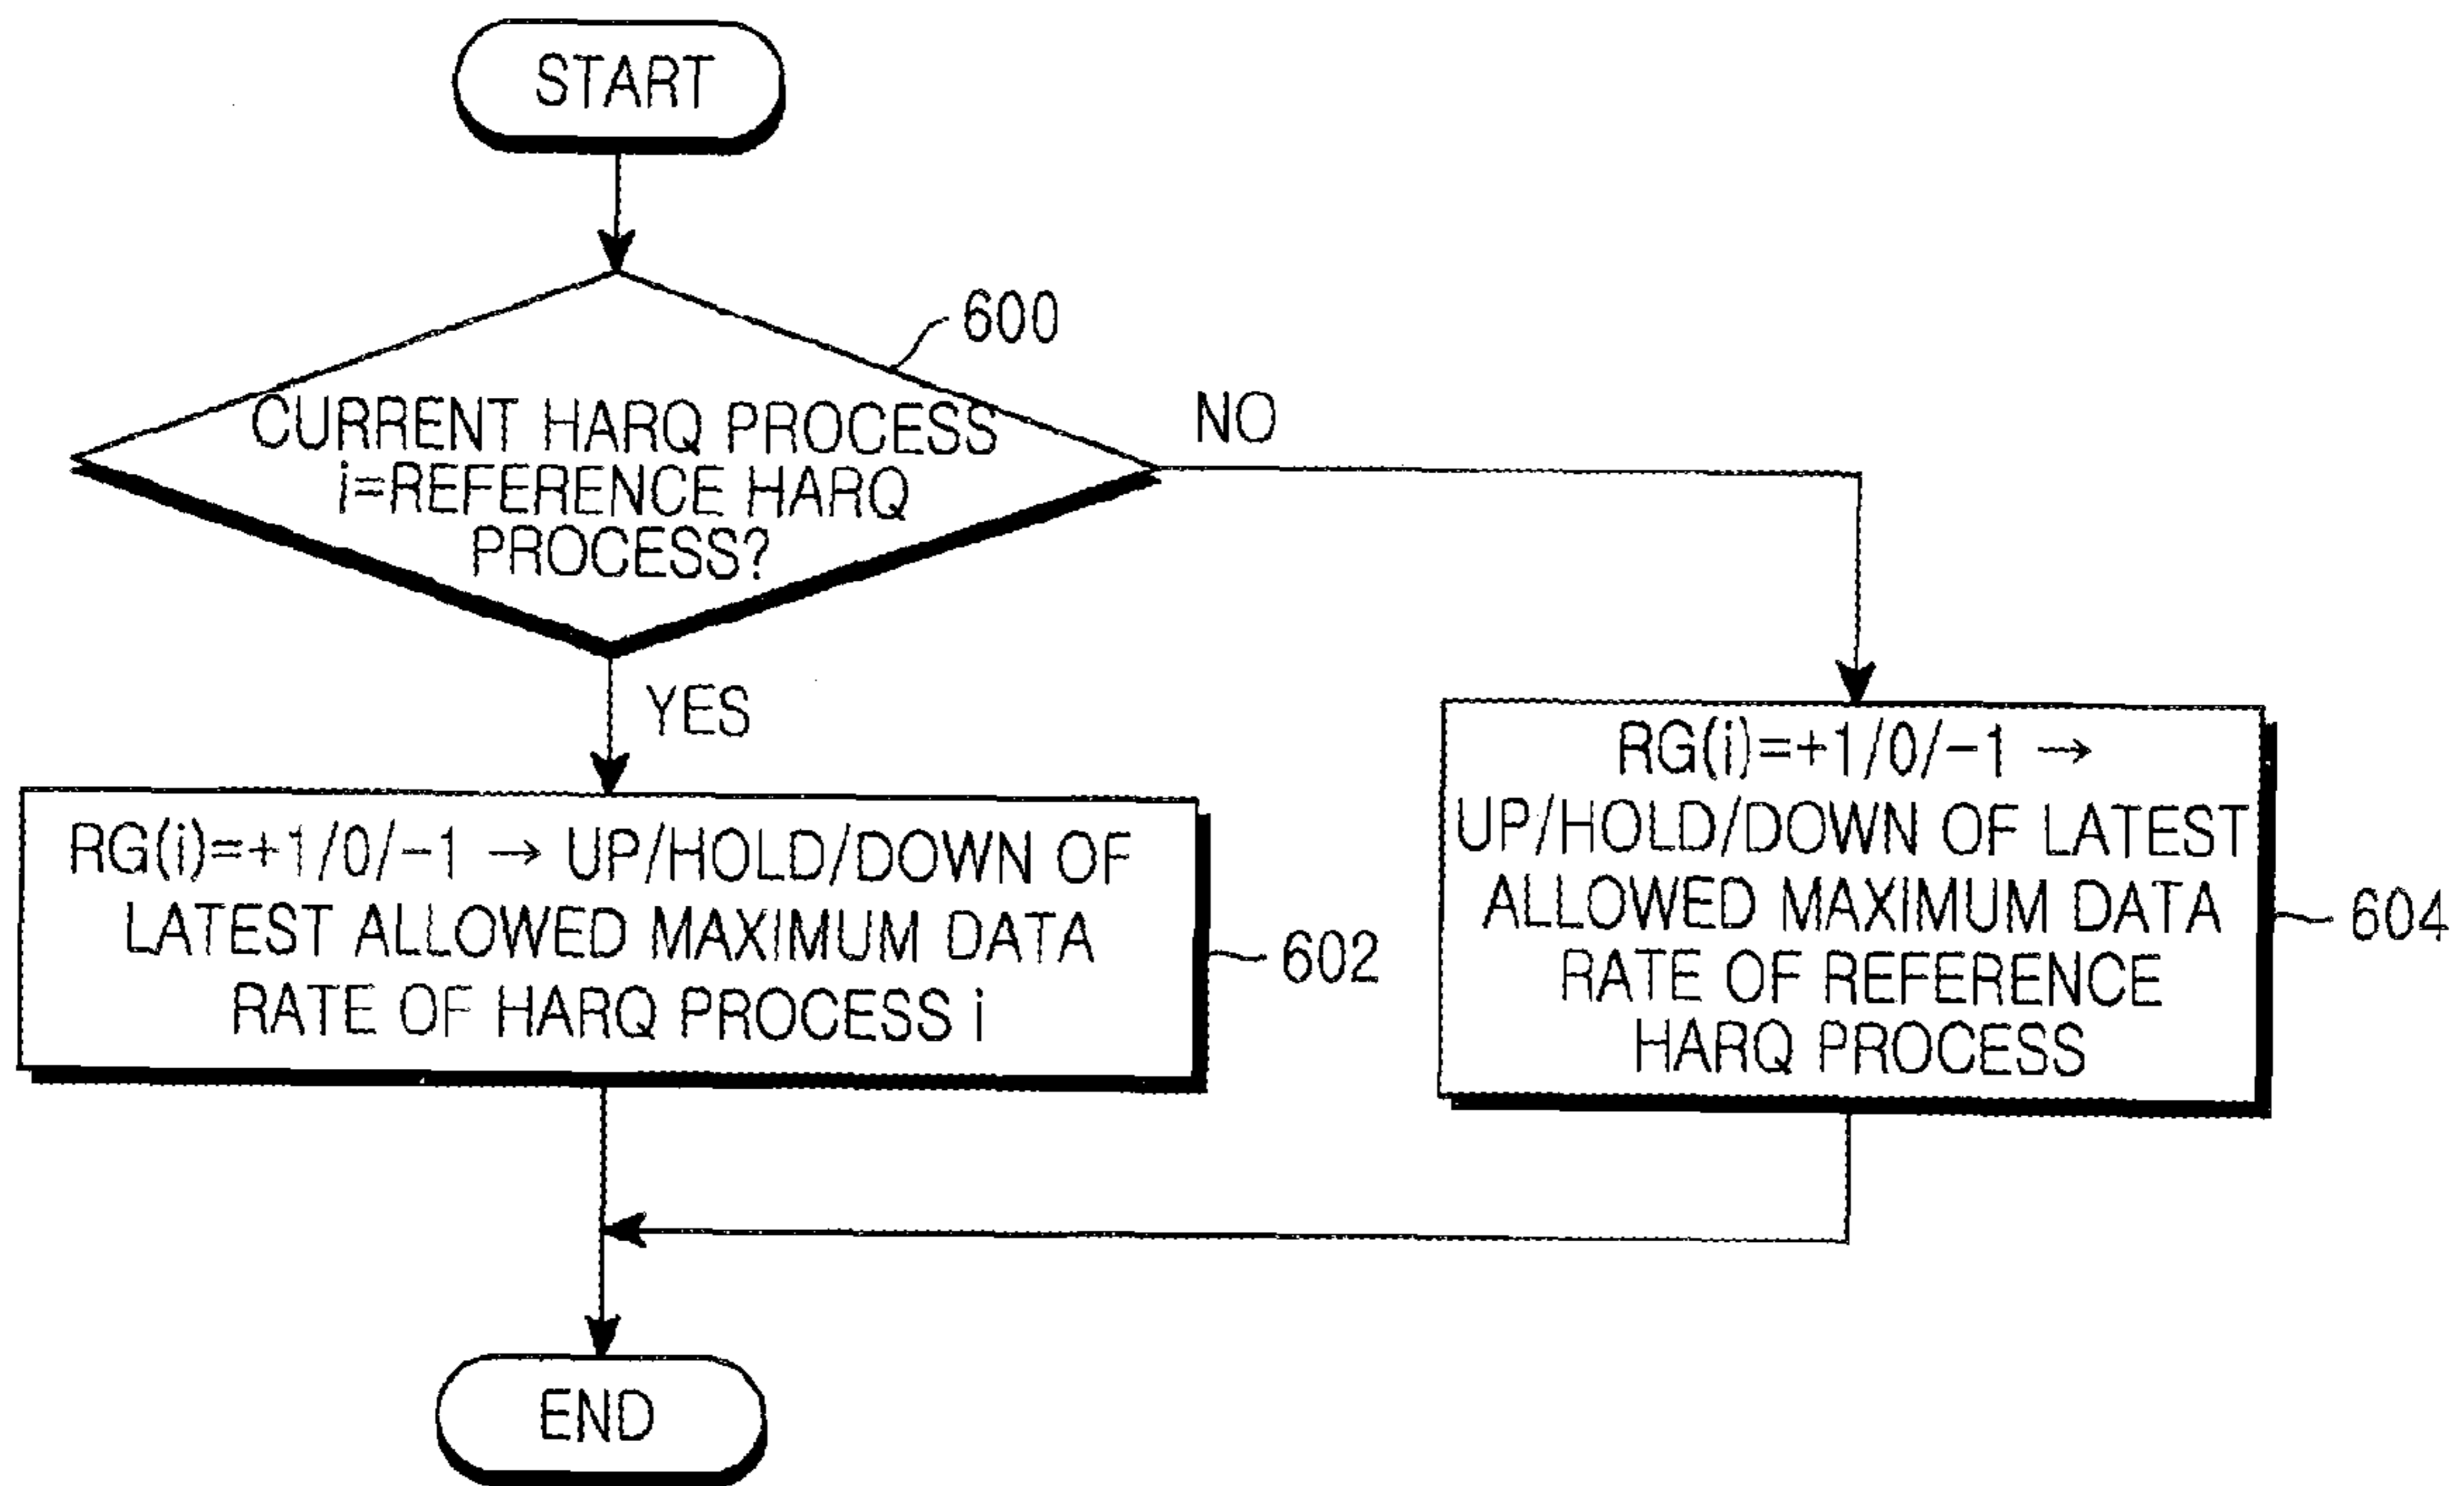 START
600
CURRENT HARQ PROCESS
i=REFERENCE HARQ
PROCESS?
NO
YES
RG(i)=+1/0/-1 → UP/HOLD/DOWN OF
LATEST ALLOWED MAXIMUM DATA
RATE OF HARQ PROCESS i
602
RG(i)=+1/0/-1 →
UP/HOLD/DOWN OF LATEST
ALLOWED MAXIMUM DATA
RATE OF REFERENCE
HARQ PROCESS
604
END